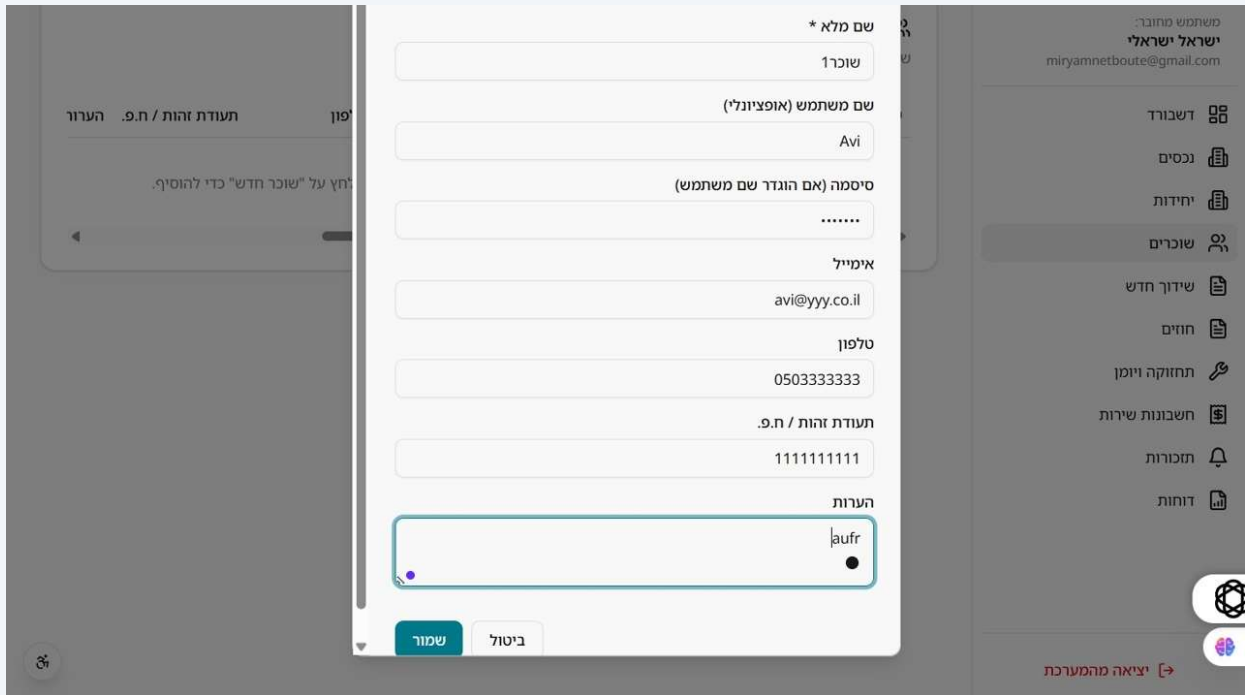 משתמש מחובר:
ישראל ישראלי
miryamnetboute@gmail.com
דשבורד
נכסים
יחידות
שוכרים
שידוך חדש
חוזים
תחזוקה ויומן
חשבונות שירות
תזכורות
דוחות
יציאה מהמערכת
שם מלא *
שוכר1
שם משתמש (אופציונלי)
Avi
סיסמה (אם הוגדר שם משתמש)
•••••••
אימייל
avi@yyy.co.il
טלפון
0503333333
תעודת זהות / ח.פ.
1111111111
הערות
aufr
ביטול
שמור
תעודת זהות / ח.פ.
לחץ על "שוכר חדש" כדי להוסיף.